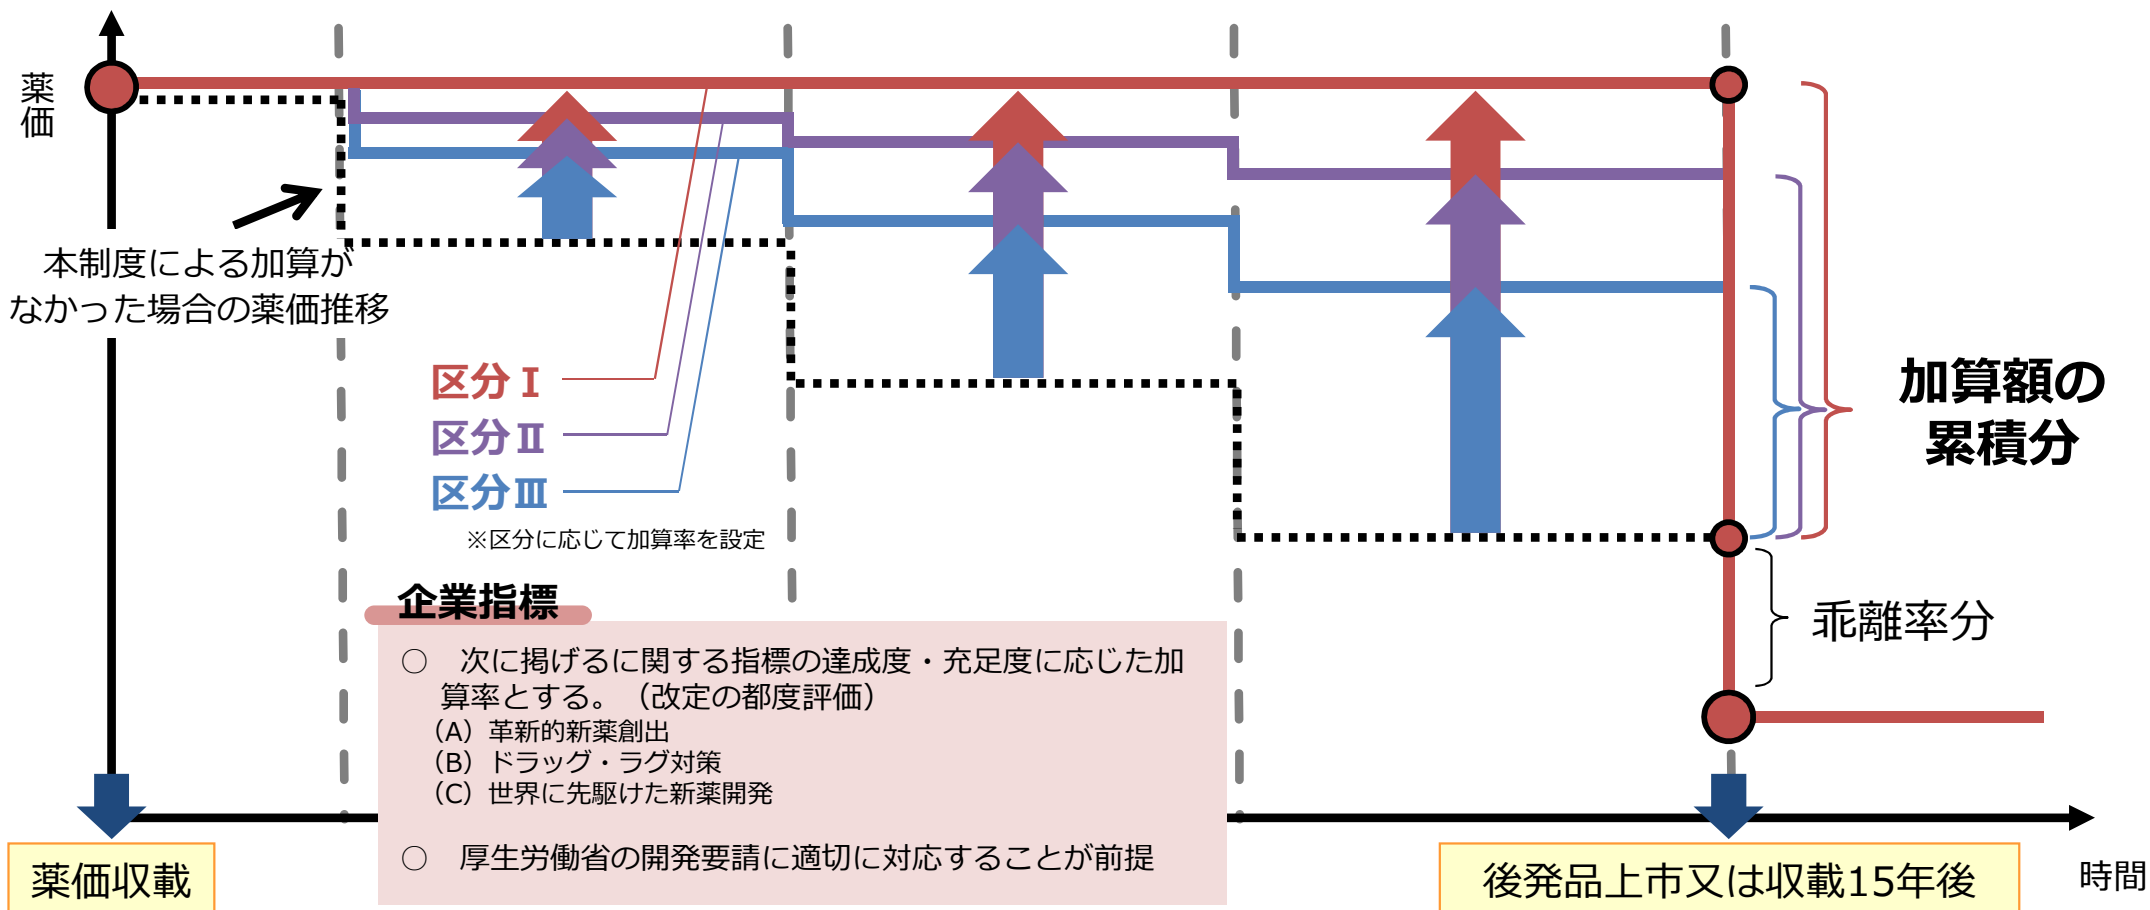 薬価
本制度による加算が
なかった場合の薬価推移
区分Ⅰ
区分Ⅱ
区分Ⅲ
※区分に応じて加算率を設定
加算額の
累積分
乖離率分
企業指標
○　次に掲げるに関する指標の達成度・充足度に応じた加
算率とする。（改定の都度評価）
（A）革新的新薬創出
（B）ドラッグ・ラグ対策
（C）世界に先駆けた新薬開発
○　厚生労働省の開発要請に適切に対応することが前提
薬価収載
後発品上市又は収載15年後
時間